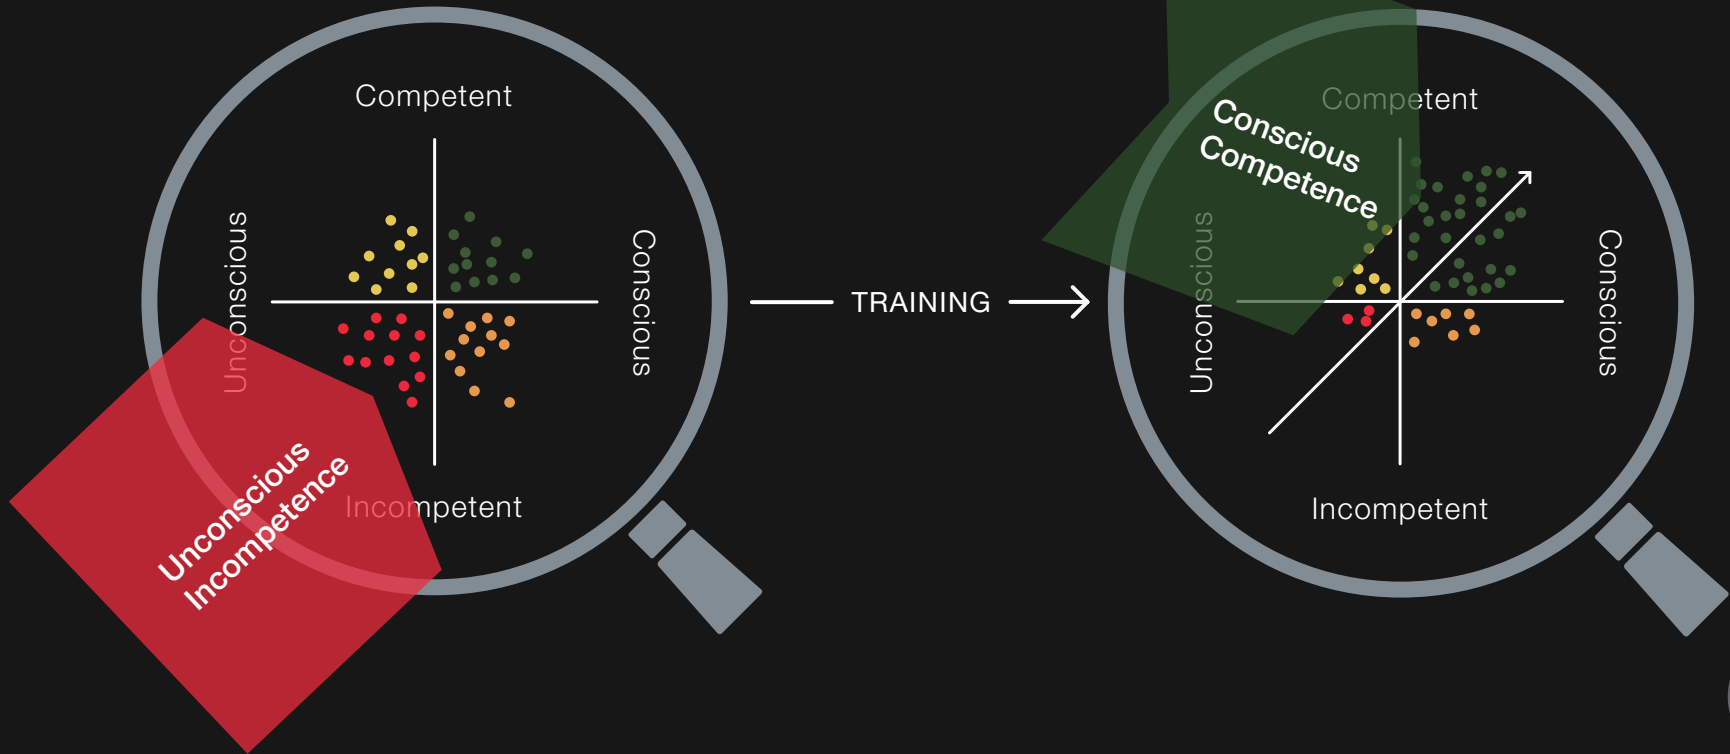 Competent
Unconscious
Conscious
Incompetent
Unconscious
Incompetence
TRAINING
Competent
Conscious
Competence
Unconscious
Conscious
Incompetent